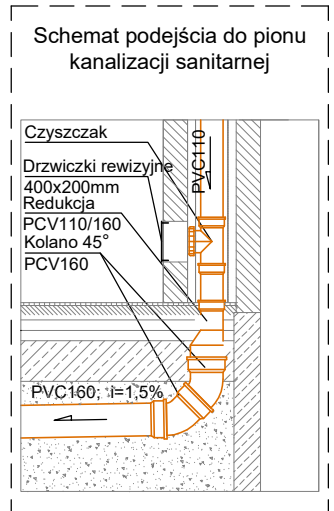 Schemat podejścia do pionu
kanalizacji sanitarnej
Czyszczak
PVC110
Drzwiczki rewizyjne
400x200mm
Redukcja
PCV110/160
Kolano 45°
PCV160
PVC160; i=1,5%